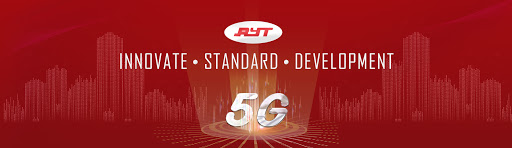 RYT
INNOVATE • STANDARD • DEVELOPMENT
5G